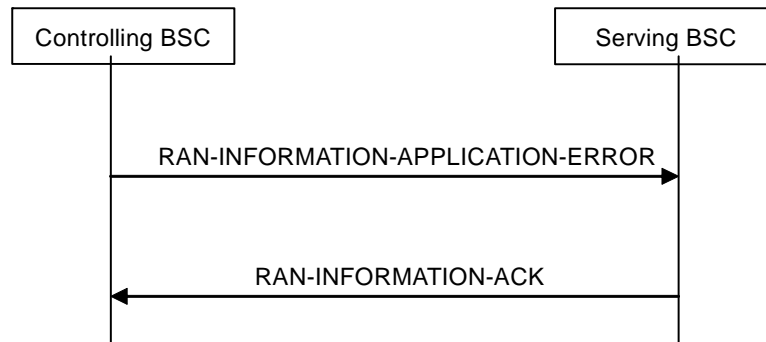 Controlling BSC
Serving BSC
RAN-INFORMATION-APPLICATION-ERROR
RAN-INFORMATION-ACK